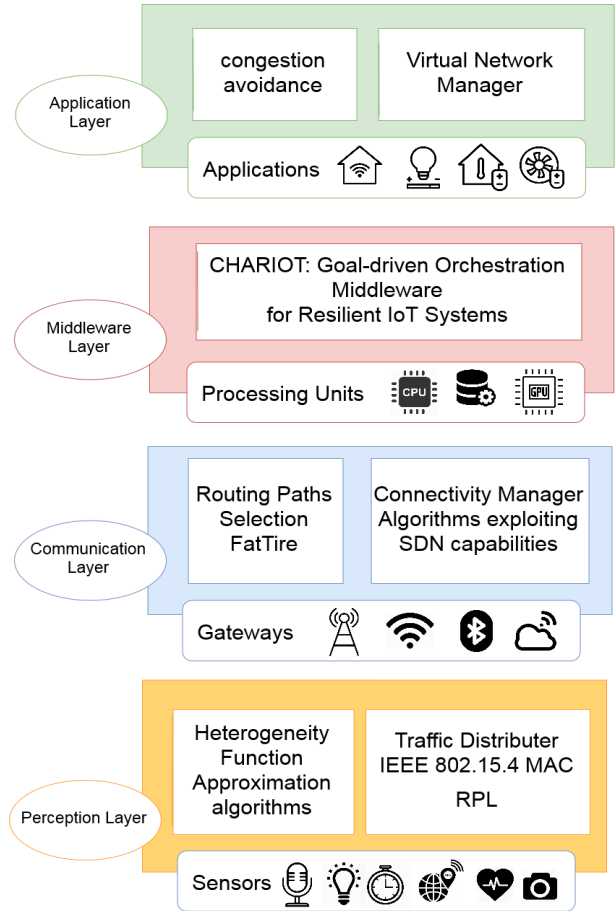 Application
Layer
congestion
avoidance
Virtual Network
Manager
Applications
Middleware
Layer
CHARIOT: Goal-driven Orchestration
Middleware
for Resilient IoT Systems
Processing Units
CPU
GPU
Communication
Layer
Routing Paths
Selection
FatTire
Connectivity Manager
Algorithms exploiting
SDN capabilities
Gateways
Perception Layer
Heterogeneity
Function
Approximation
algorithms
Traffic Distributer
IEEE 802.15.4 MAC
RPL
Sensors